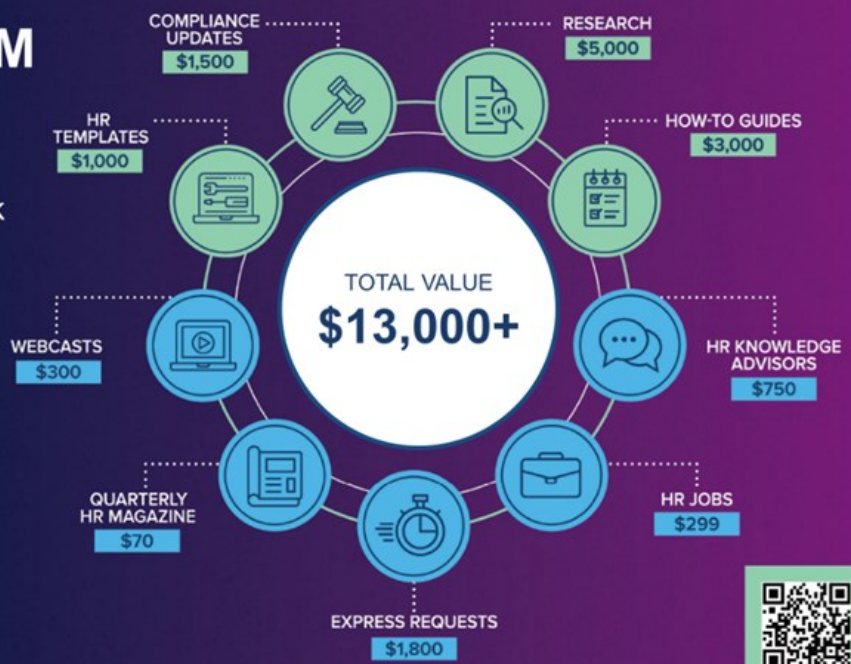 M
COMPLIANCE
UPDATES
$1,500
RESEARCH
$5,000
HR
TEMPLATES
$1,000
HOW-TO GUIDES
$3,000
K
TOTAL VALUE
$13,000+
WEBCASTS
$300
HR KNOWLEDGE
ADVISORS
$750
QUARTERLY
HR MAGAZINE
$70
HR JOBS
$299
EXPRESS REQUESTS
$1,800